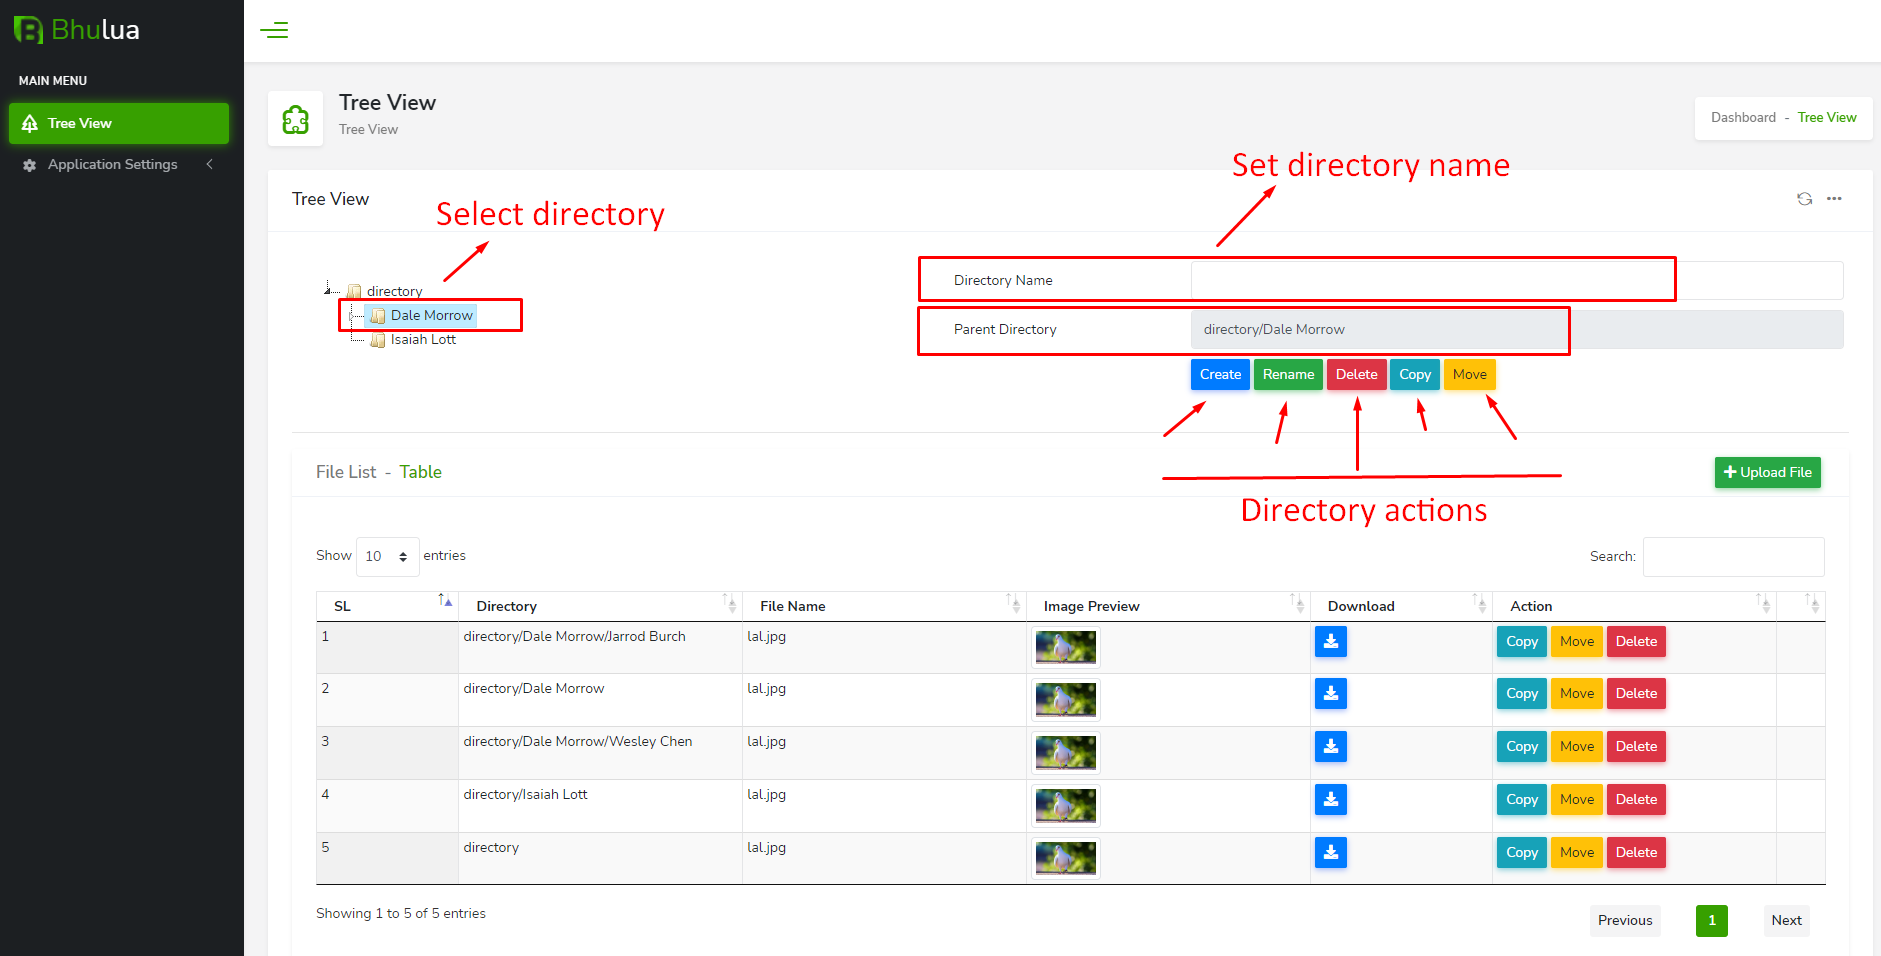 Bhulua
MAIN MENU
Tree View
Application Settings
Tree View
Tree View
Dashboard - Tree View
Set directory name
Tree View
Select directory
directory
Dale Morrow
Isaiah Lott
Directory Name
Parent Directory directory/Dale Morrow
Create Rename Delete Copy Move
File List - Table
Upload File
Directory actions
Show 10 entries
Search:
SL Directory File Name Image Preview Download Action
1 directory/Dale Morrow/Jarrod Burch lal.jpg Copy Move Delete
2 directory/Dale Morrow lal.jpg Copy Move Delete
3 directory/Dale Morrow/Wesley Chen lal.jpg Copy Move Delete
4 directory/Isaiah Lott lal.jpg Copy Move Delete
5 directory lal.jpg Copy Move Delete
Showing 1 to 5 of 5 entries
Previous 1 Next